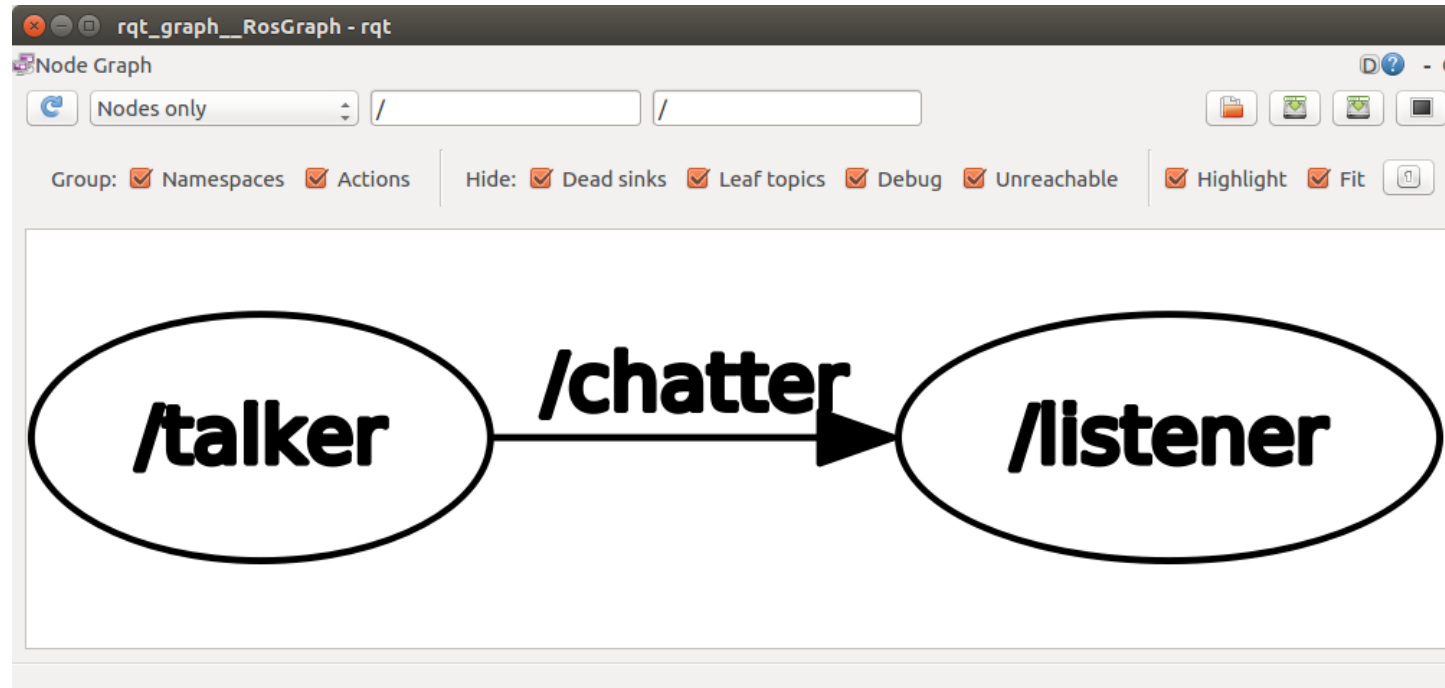 rqt_graph__RosGraph - rqt
Node Graph D ? -
Nodes only / /
Group: Namespaces Actions Hide: Dead sinks Leaf topics Debug Unreachable Highlight Fit
/chatter
/talker /listener